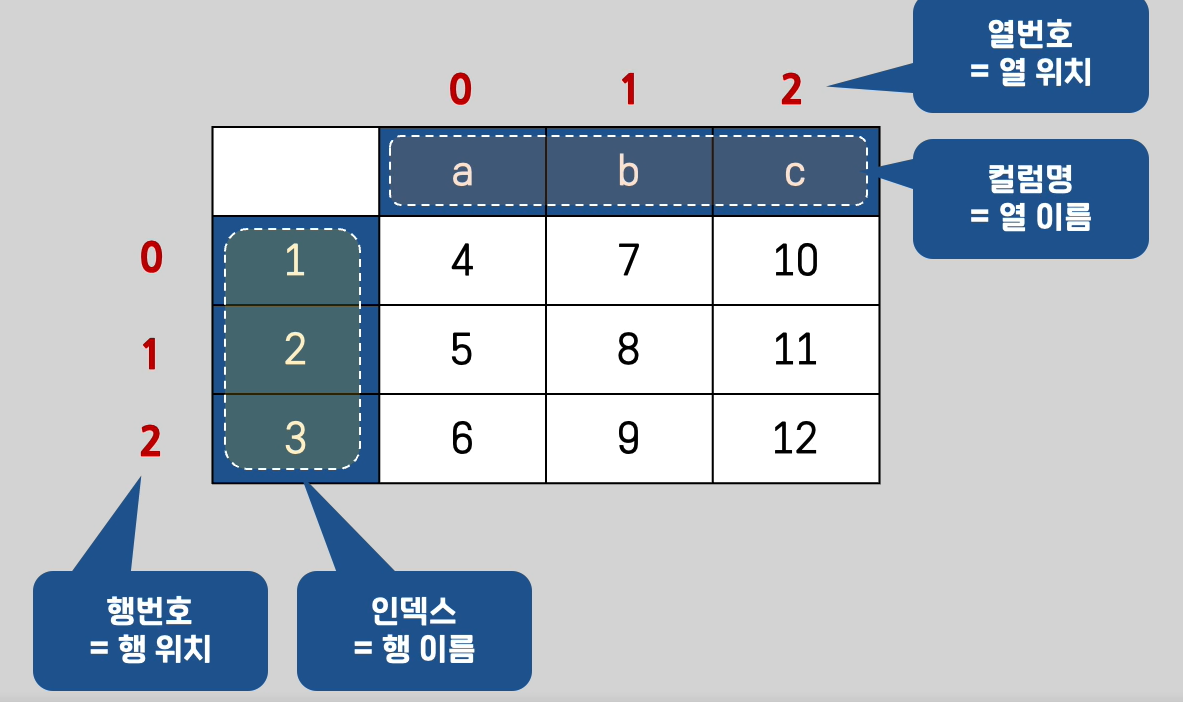 열번호
= 열 위치
0 1 2
컬럼명
= 열 이름
a b c
0 1 4 7 10
1 2 5 8 11
2 3 6 9 12
행번호
= 행 위치
인덱스
= 행 이름